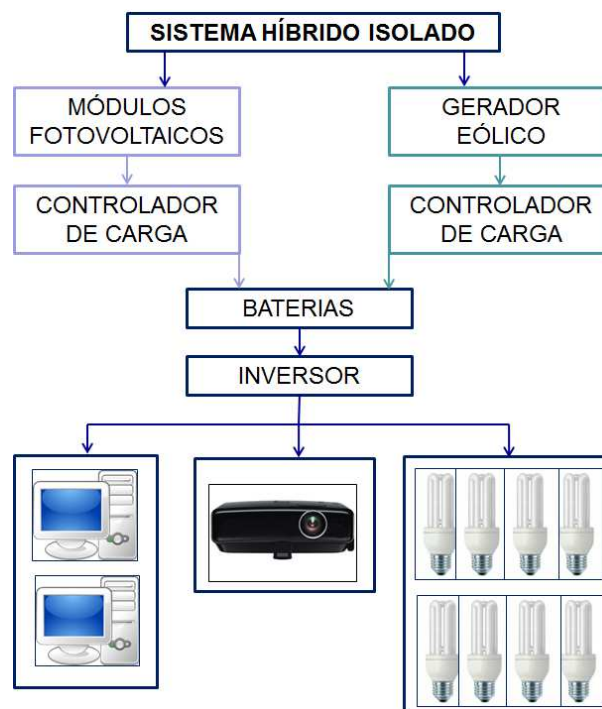 SISTEMA HÍBRIDO ISOLADO
MÓDULOS
FOTOVOLTAICOS
GERADOR
EÓLICO
CONTROLADOR
DE CARGA
CONTROLADOR
DE CARGA
BATERIAS
INVERSOR